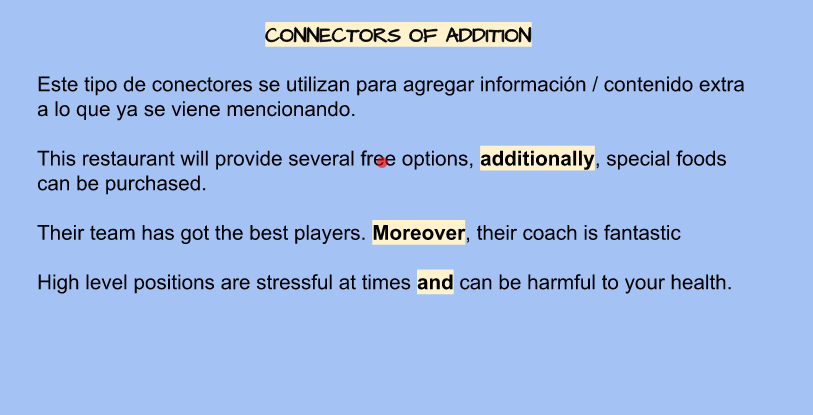 CONNECTORS OF ADDITION
Este tipo de conectores se utilizan para agregar información / contenido extra
a lo que ya se viene mencionando.
This restaurant will provide several free options, additionally, special foods
can be purchased.
Their team has got the best players. Moreover, their coach is fantastic
High level positions are stressful at times and can be harmful to your health.